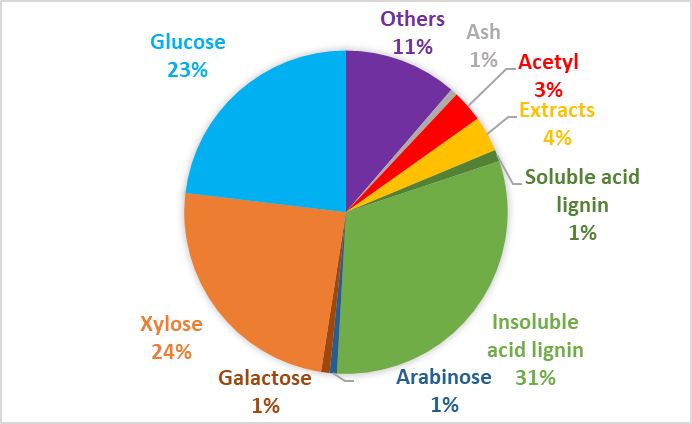 Others
11%
Ash
1%
Acetyl
3%
Extracts
4%
Soluble acid
lignin
1%
Insoluble
acid lignin
31%
Arabinose
1%
Galactose
1%
Xylose
24%
Glucose
23%